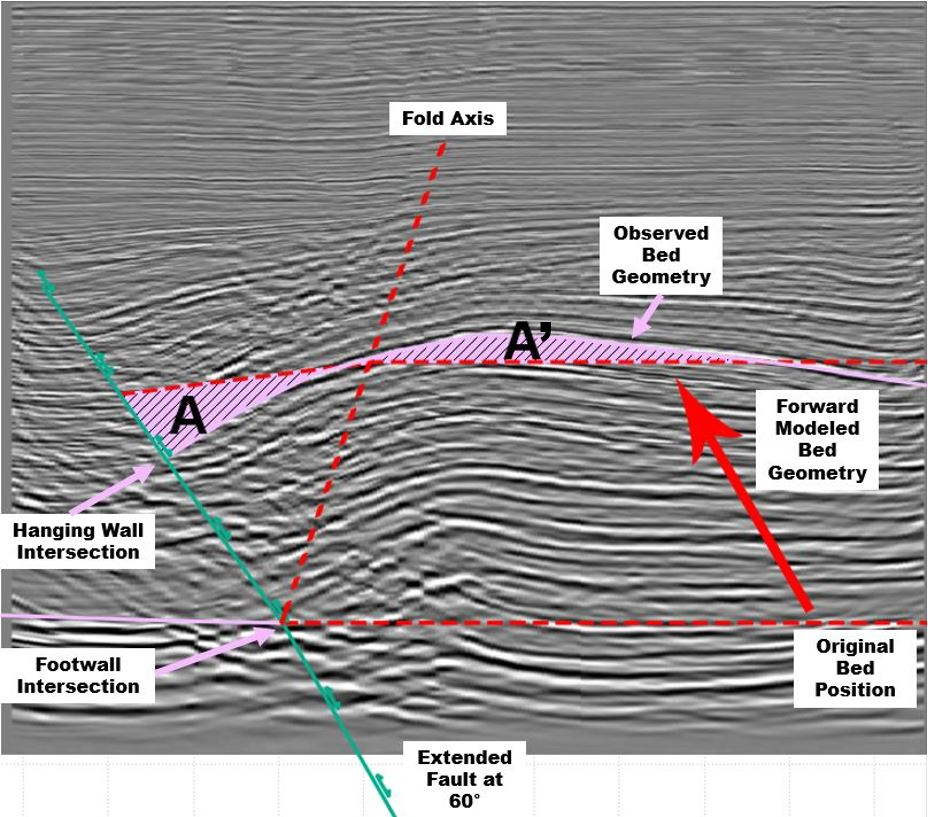 Fold Axis
Observed
Bed
Geometry
A’
A
Forward
Modeled
Bed
Geometry
Hanging Wall
Intersection
Footwall
Intersection
Original
Bed
Position
Extended
Fault at
60°